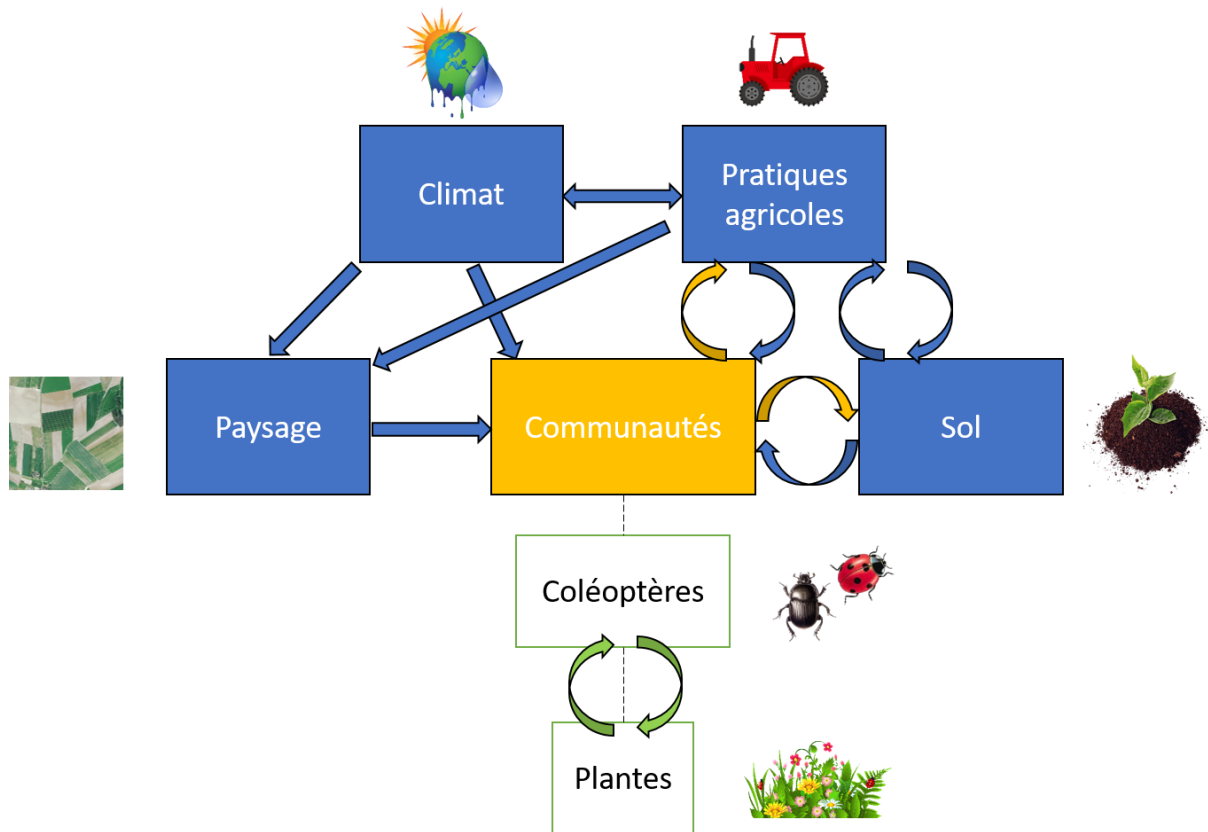 Climat
Pratiques
agricoles
Paysage
Communautés
Sol
Coléoptères
Plantes